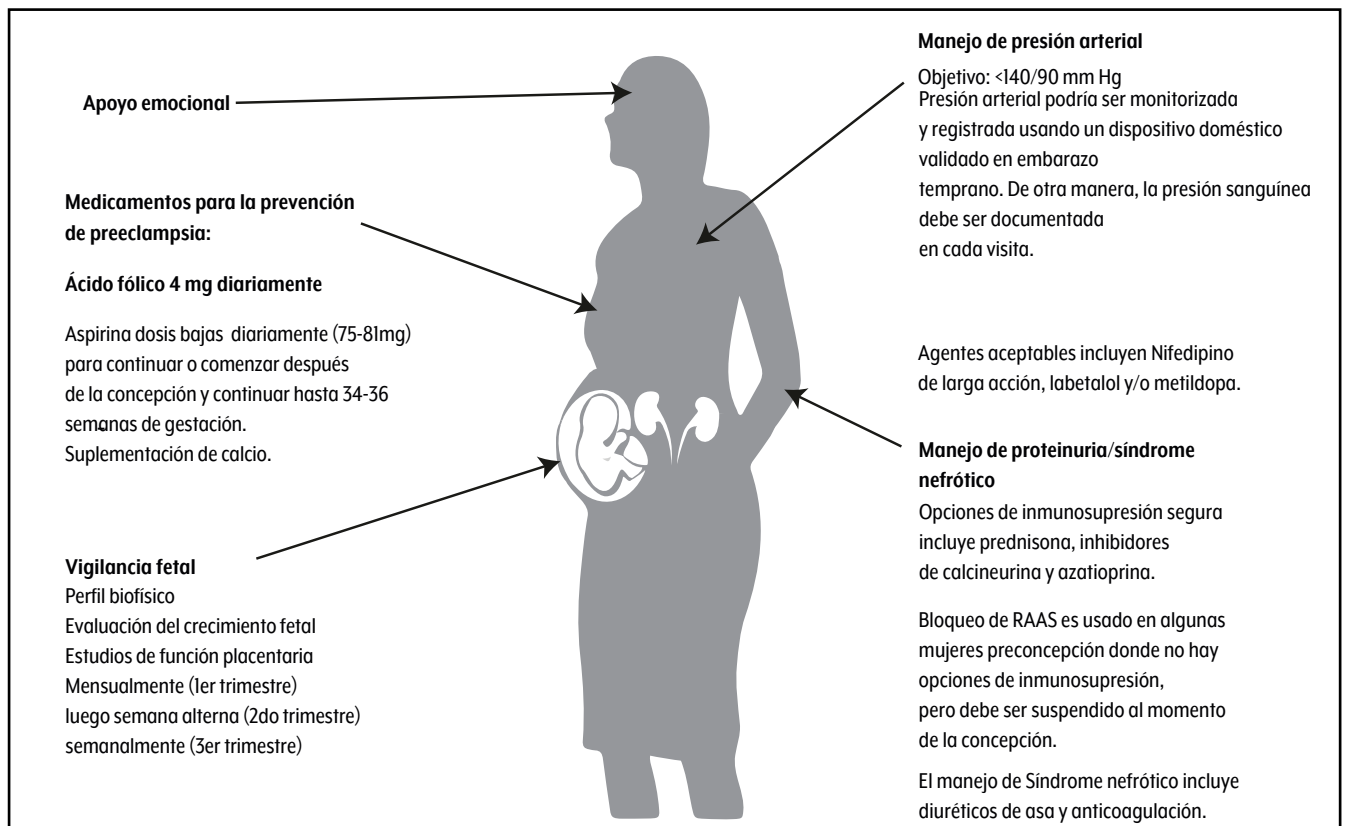 Apoyo emocional
Medicamentos para la prevención
de preeclampsia:
Ácido fólico 4 mg diariamente
Aspirina dosis bajas diariamente (75-81mg)
para continuar o comenzar después
de la concepción y continuar hasta 34-36
semanas de gestación.
Suplementación de calcio.
Vigilancia fetal
Perfil biofísico
Evaluación del crecimiento fetal
Estudios de función placentaria
Mensualmente (1er trimestre)
luego semana alterna (2do trimestre)
semanalmente (3er trimestre)
Manejo de presión arterial
Objetivo: <140/90 mm Hg
Presión arterial podría ser monitorizada
y registrada usando un dispositivo doméstico
validado en embarazo
temprano. De otra manera, la presión sanguínea
debe ser documentada
en cada visita.
Agentes aceptables incluyen Nifedipino
de larga acción, labetalol y/o metildopa.
Manejo de proteinuria/síndrome
nefrótico
Opciones de inmunosupresión segura
incluye prednisona, inhibidores
de calcineurina y azatioprina.
Bloqueo de RAAS es usado en algunas
mujeres preconcepción donde no hay
opciones de inmunosupresión,
pero debe ser suspendido al momento
de la concepción.
El manejo de Síndrome nefrótico incluye
diuréticos de asa y anticoagulación.